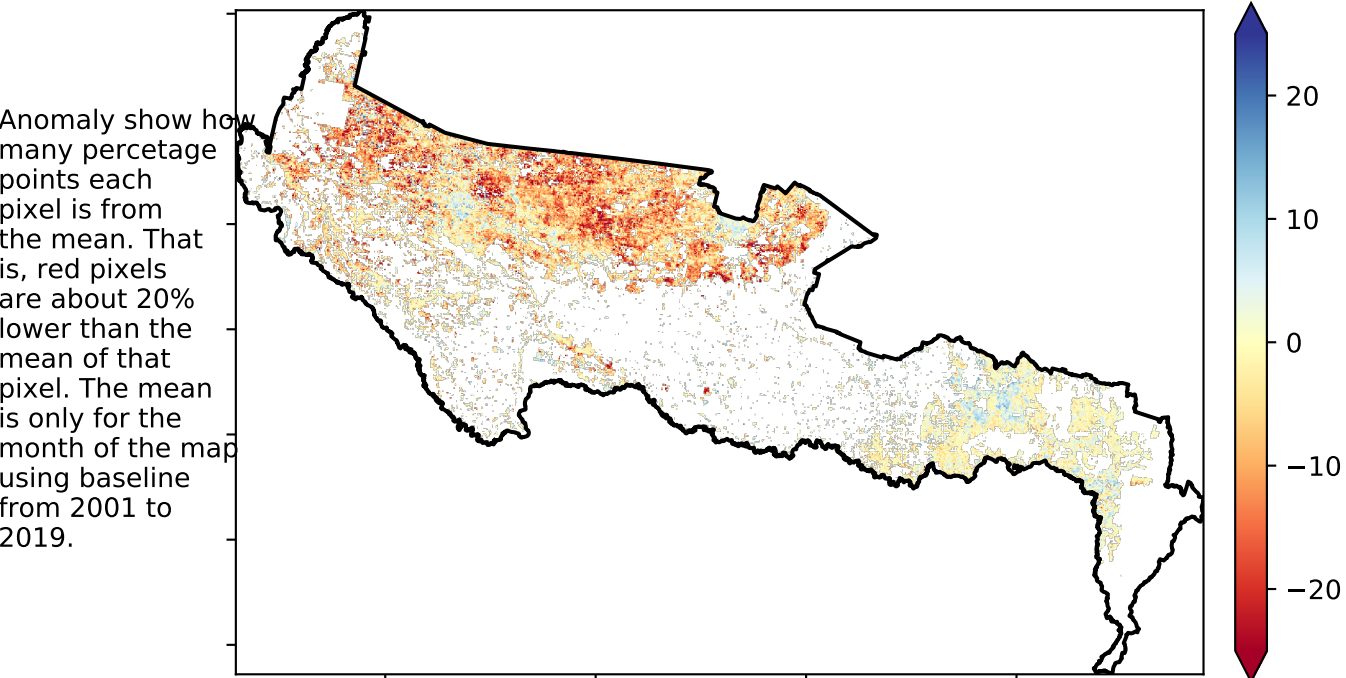 Anomaly show how
many percetage
points each
pixel is from
the mean. That
is, red pixels
are about 20%
lower than the
mean of that
pixel. The mean
is only for the
month of the map
using baseline
from 2001 to
2019.
20
10
0
−10
−20